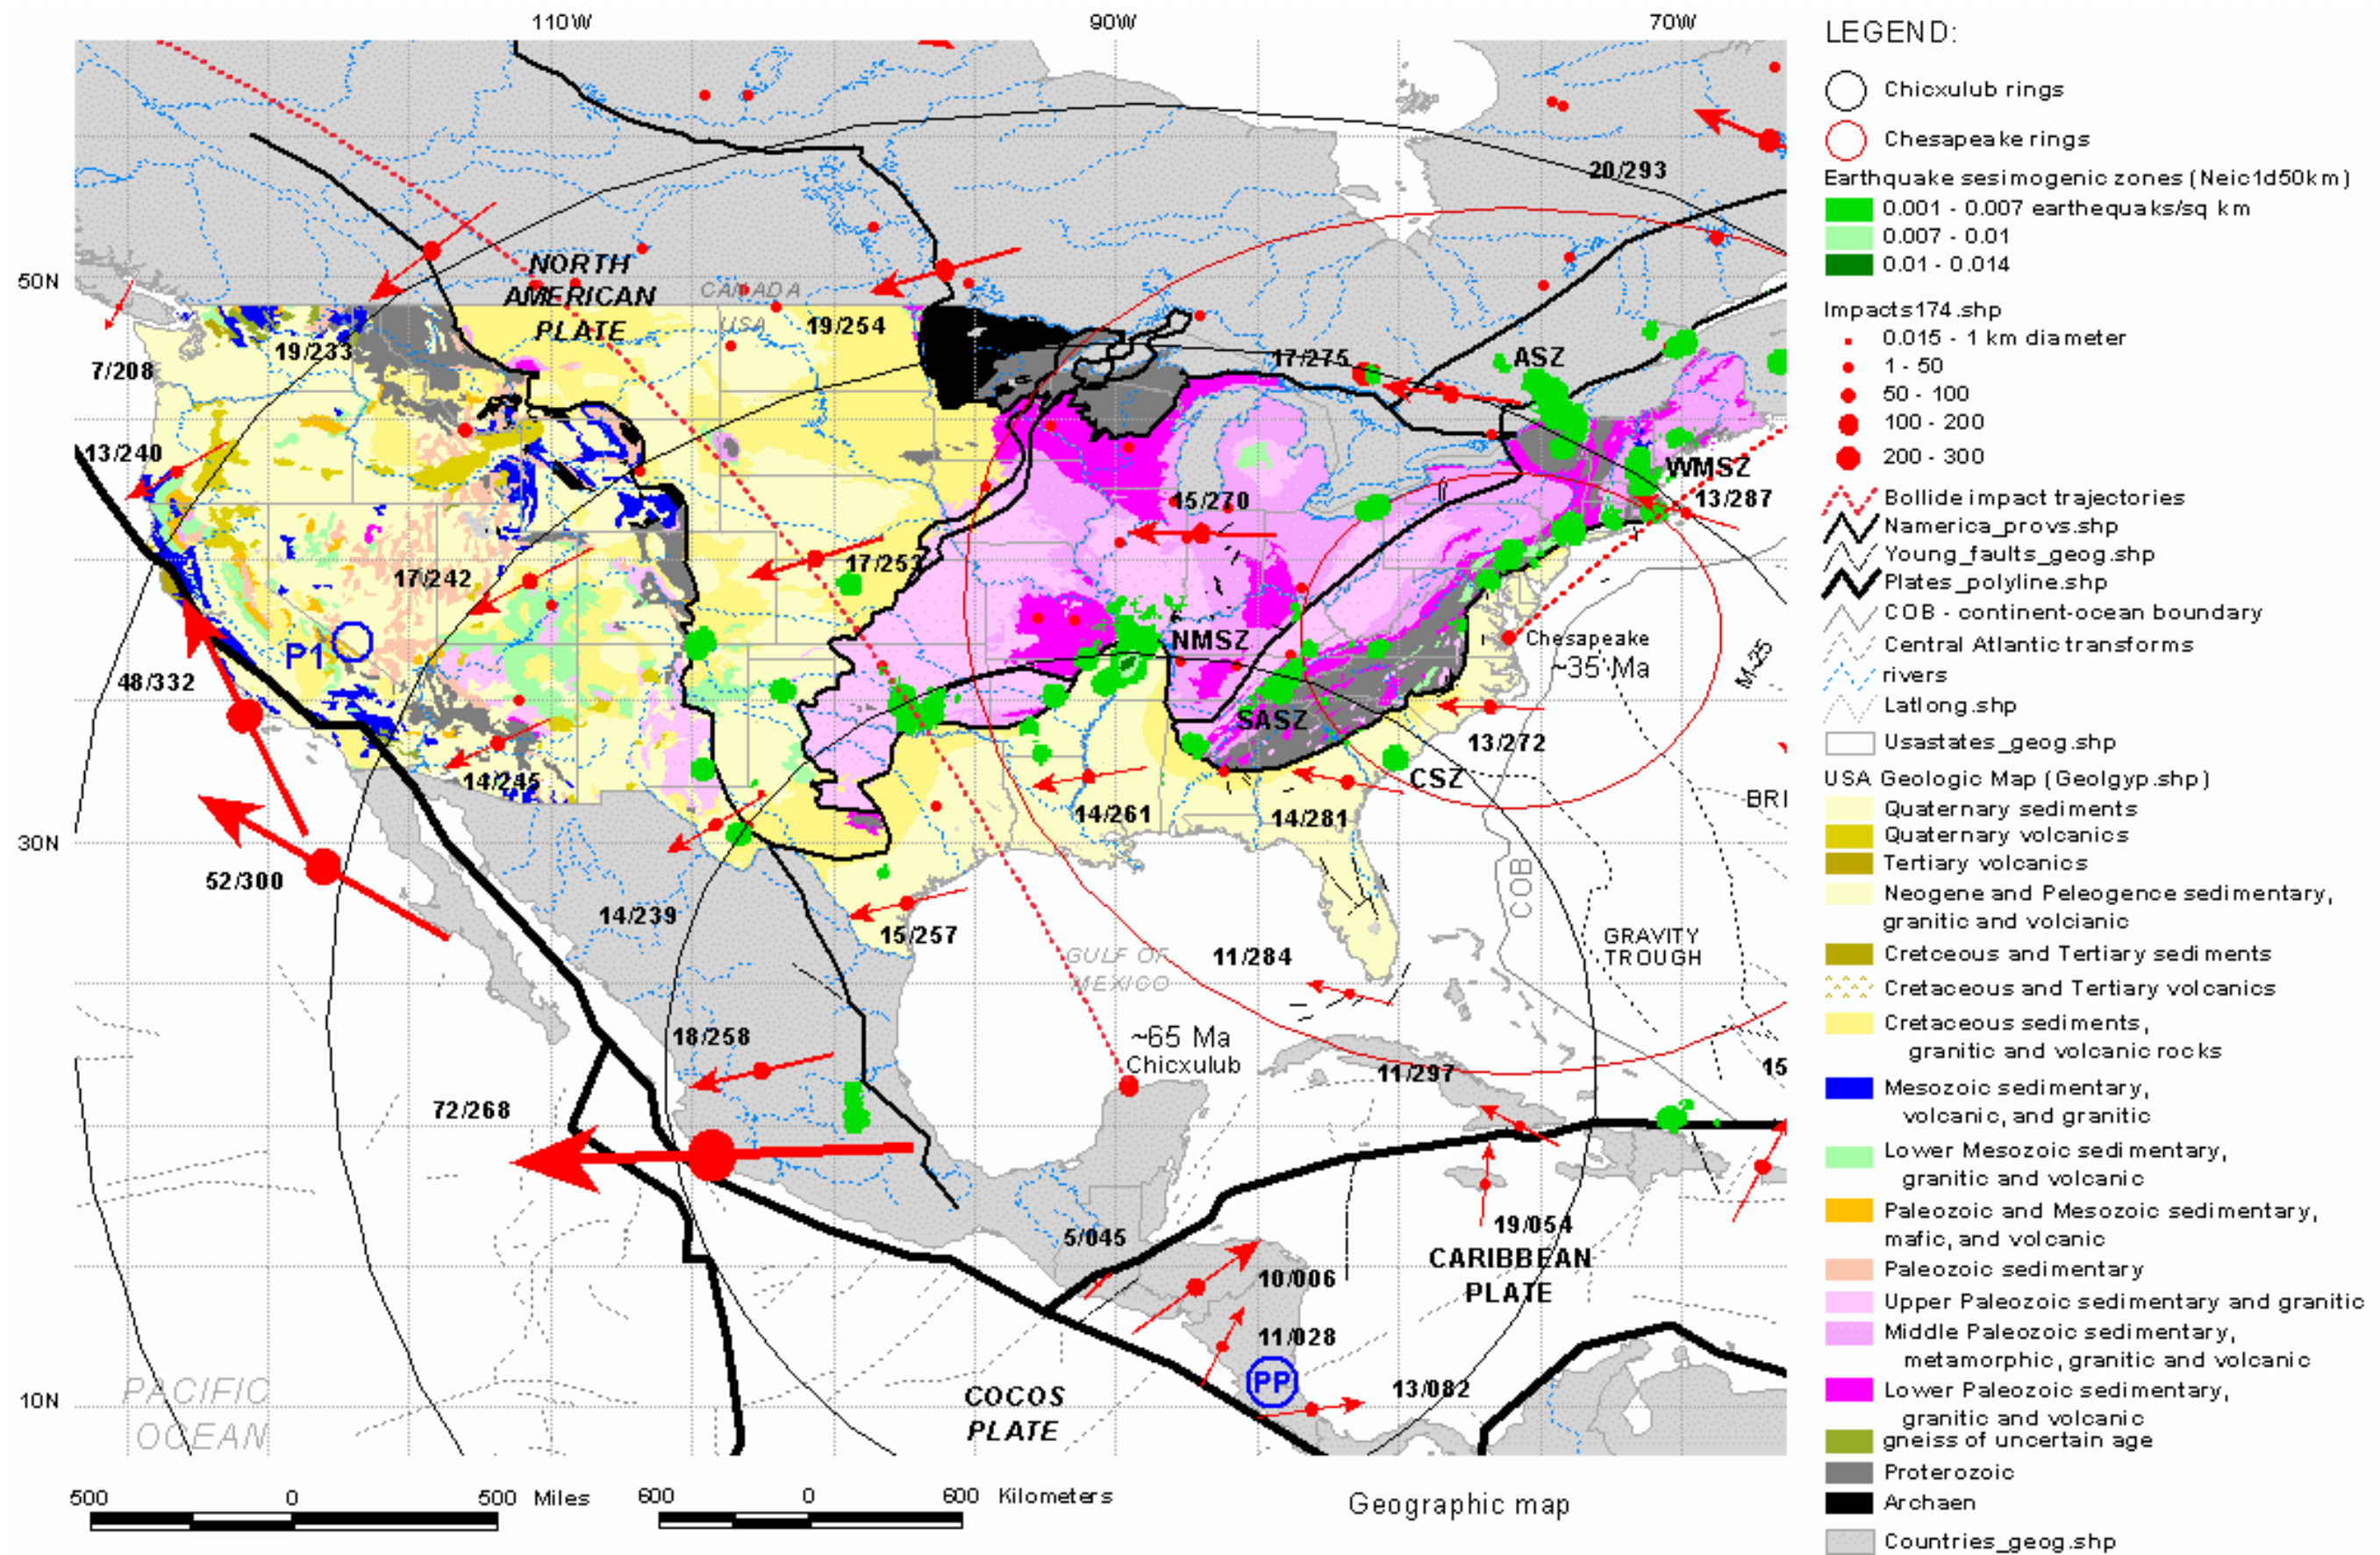 110W
90W
70W
50N
30N
10N
NORTH
AMERICAN
PLATE
CANADA
USA
20/293
19/254
19/233
7/208
17/275
ASZ
13/240
WMSZ
13/287
15/270
17/242
17/257
P1
NMSZ
Chesapeake
~35 Ma
M-25
48/332
SASZ
13/272
14/245
CSZ
14/261
14/281
BRI
52/300
14/239
15/257
COB
GULF OF
MEXICO
11/284
GRAVITY
TROUGH
18/258
~65 Ma
Chicxulub
11/297
15
72/268
5/045
19/054
CARIBBEAN
PLATE
10/006
11/028
PP
13/082
PACIFIC
OCEAN
COCOS
PLATE
500 0 500 Miles
600 0 600 Kilometers
Geographic map
LEGEND:
Chicxulub rings
Chesapeake rings
Earthquake sesimogenic zones (Neic1d50km)
0.001 - 0.007 earthequaks/sq km
0.007 - 0.01
0.01 - 0.014
Impacts174.shp
0.015 - 1 km diameter
1 - 50
50 - 100
100 - 200
200 - 300
Bollide impact trajectories
Namerica_provs.shp
Young_faults_geog.shp
Plates_polyline.shp
COB - continent-ocean boundary
Central Atlantic transforms
rivers
Latlong.shp
Usastates_geog.shp
USA Geologic Map (Geolgyp.shp)
Quaternary sediments
Quaternary volcanics
Tertiary volcanics
Neogene and Peleogence sedimentary,
granitic and volcianic
Cretceous and Tertiary sediments
Cretaceous and Tertiary volcanics
Cretaceous sediments,
granitic and volcanic rocks
Mesozoic sedimentary,
volcanic, and granitic
Lower Mesozoic sedimentary,
granitic and volcanic
Paleozoic and Mesozoic sedimentary,
mafic, and volcanic
Paleozoic sedimentary
Upper Paleozoic sedimentary and granitic
Middle Paleozoic sedimentary,
metamorphic, granitic and volcanic
Lower Paleozoic sedimentary,
granitic and volcanic
gneiss of uncertain age
Proterozoic
Archaen
Countries_geog.shp